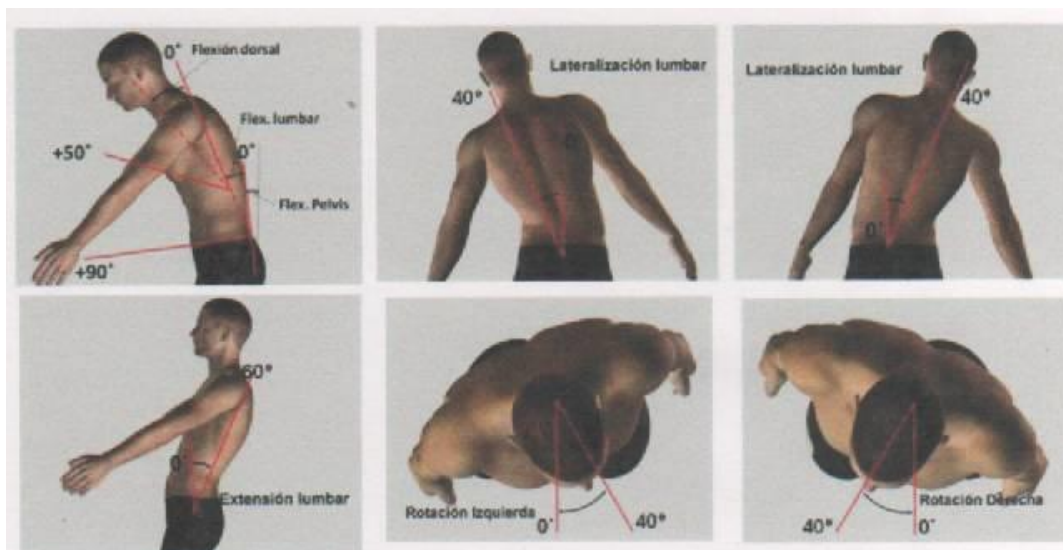 0°
Flexión dorsal
Flex. lumbar
+50°
0°
Flex. Pelvis
+90°
Lateralización lumbar
40°
0°
Lateralización lumbar
40°
0°
60°
0°
Extensión lumbar
Rotación Izquierda
0°
40°
Rotación Derecha
40°
0°